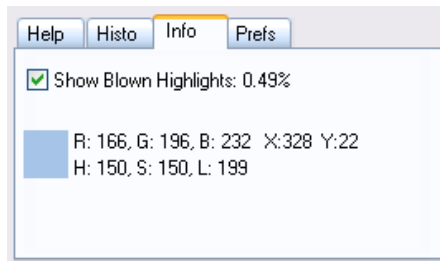 Help Histo Info Prefs
Show Blown Highlights: 0.49%
R: 166, G: 196, B: 232 X:328 Y:22
H: 150, S: 150, L: 199